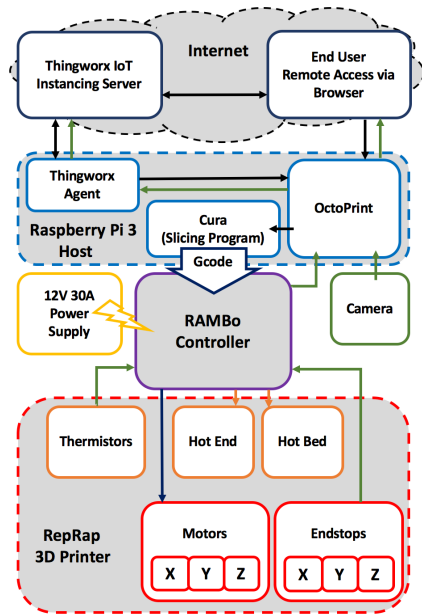 Internet
Thingworx IoT
Instancing Server
End User
Remote Access via
Browser
Thingworx
Agent
OctoPrint
Raspberry Pi 3
Host
Cura
(Slicing Program)
Gcode
12V 30A
Power
Supply
RAMBo
Controller
Camera
Thermistors
Hot End
Hot Bed
RepRap
3D Printer
Motors
X Y Z
Endstops
X Y Z